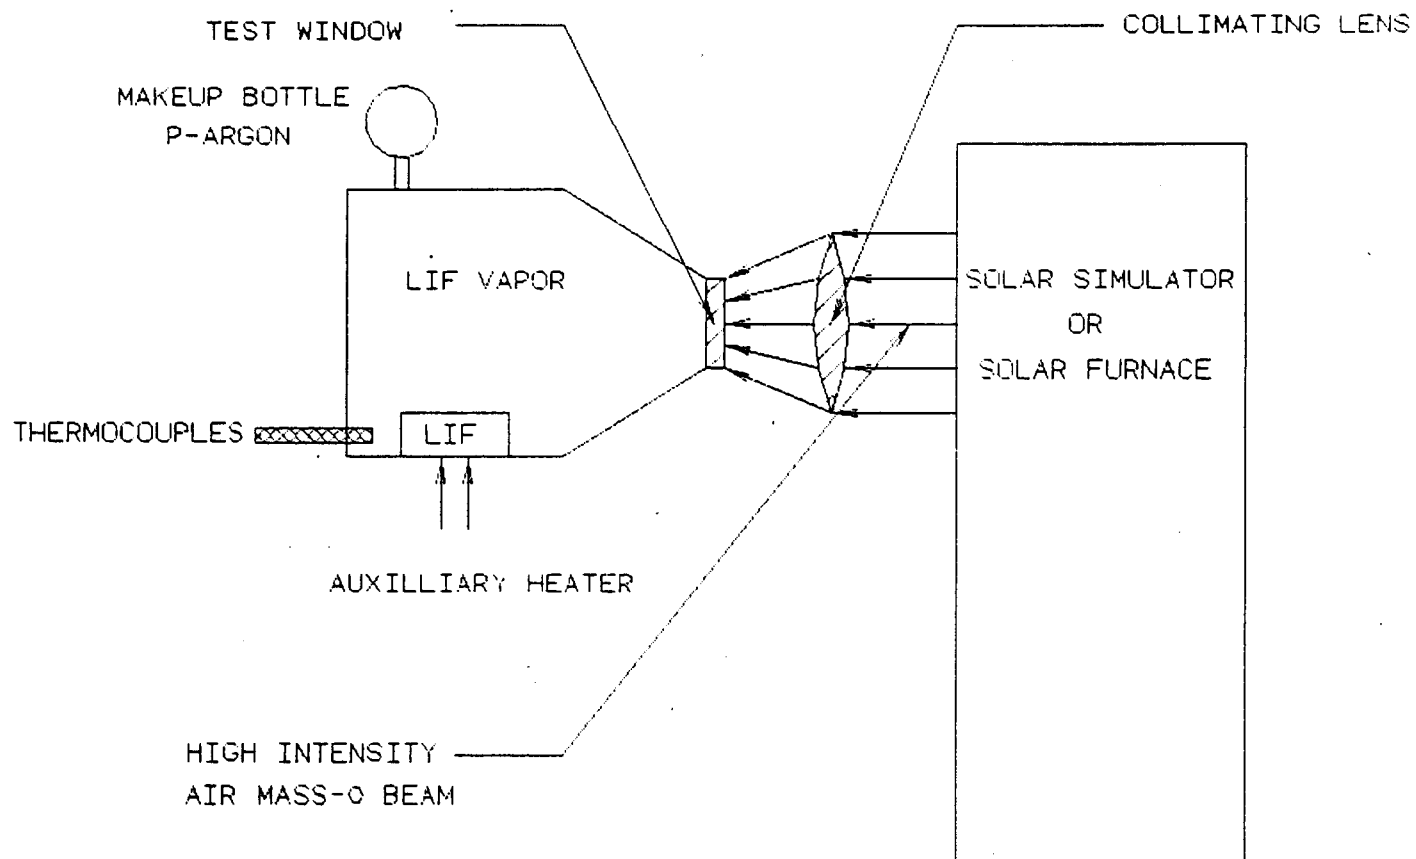 TEST WINDOW
COLLIMATING LENS
MAKEUP BOTTLE
P-ARGON
LIF VAPOR
SOLAR SIMULATOR
OR
SOLAR FURNACE
THERMOCOUPLES
LIF
AUXILLIARY HEATER
HIGH INTENSITY
AIR MASS-O BEAM